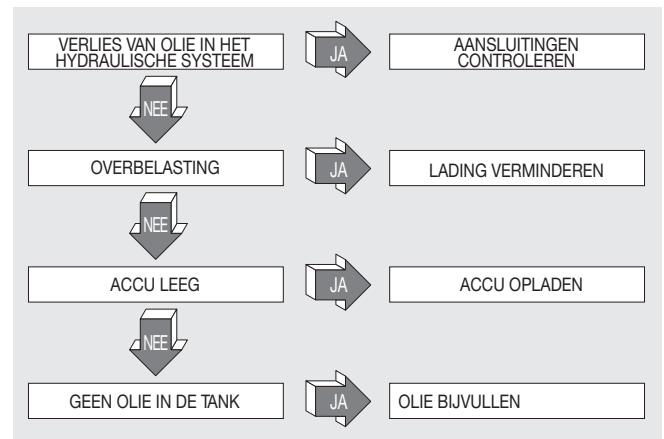 VERLIES VAN OLIE IN HET
HYDRAULISCHE SYSTEEM
JA
AANSLUITINGEN
CONTROLEREN
NEE
OVERBELASTING
JA
LADING VERMINDEREN
NEE
ACCU LEEG
JA
ACCU OPLADEN
NEE
GEEN OLIE IN DE TANK
JA
OLIE BIJVULLEN